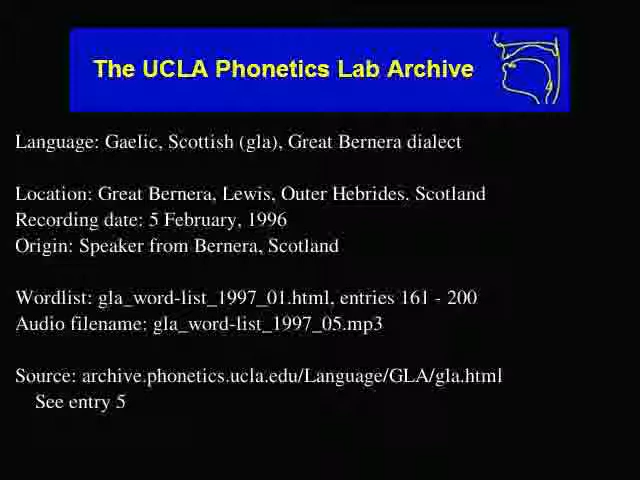 The UCLA Phonetics Lab Archive
Language: Gaelic, Scottish (gla), Great Bernera dialect
Location: Great Bernera, Lewis, Outer Hebrides. Scotland
Recording date: 5 February, 1996
Origin: Speaker from Bernera, Scotland
Wordlist: gla_word-list_1997_01.html, entries 161 - 200
Audio filename: gla_word-list_1997_05.mp3
Source: archive.phonetics.ucla.edu/Language/GLA/gla.html
See entry 5